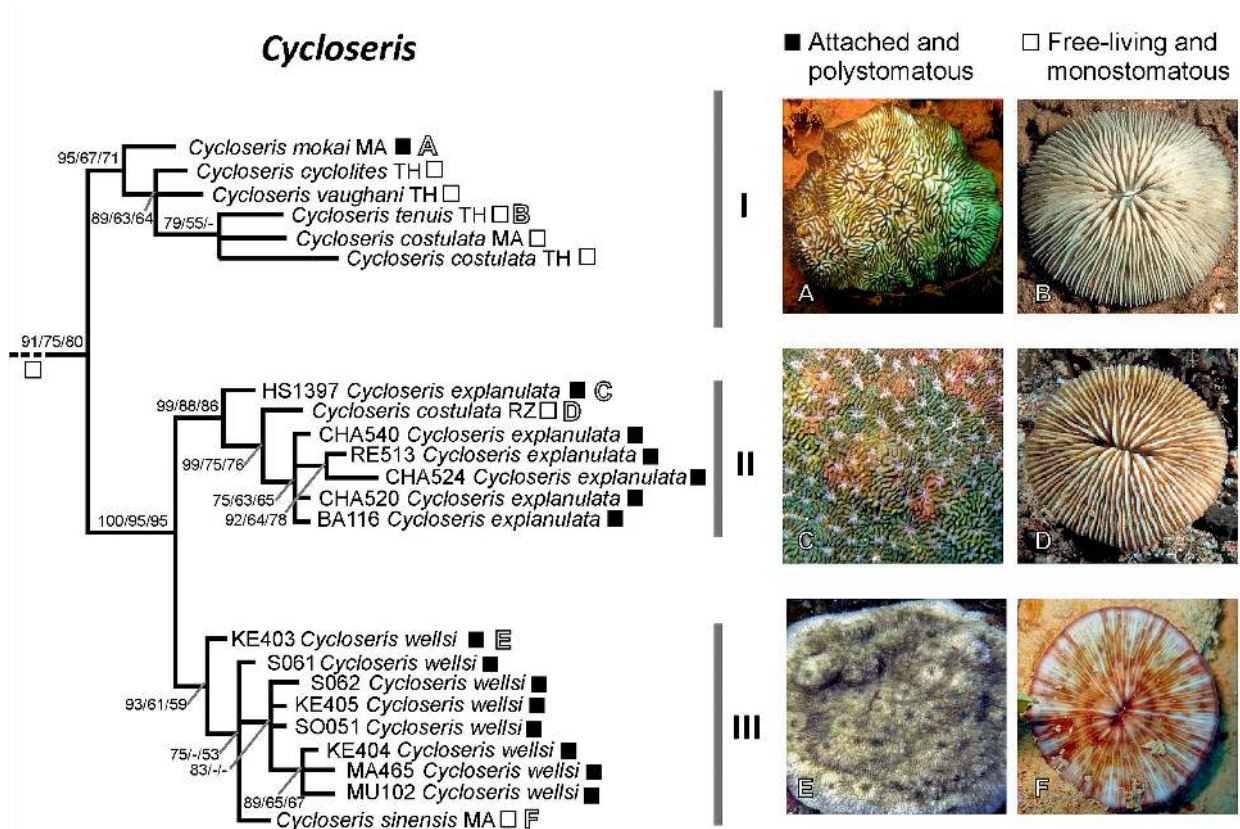 Cycloseris
■ Attached and polystomatous
□ Free-living and monostomatous
95/67/71
Cycloseris mokai MA ■ A
Cycloseris cyclolites TH □
Cycloseris vaughani TH □
89/63/64
79/55/-
Cycloseris tenuis TH □ B
Cycloseris costulata MA □
Cycloseris costulata TH □
I
A
B
91/75/80
□
99/88/86
HS1397 Cycloseris explanulata ■ C
Cycloseris costulata RZ □ D
CHA540 Cycloseris explanulata ■
99/75/76
RE513 Cycloseris explanulata ■
CHA524 Cycloseris explanulata ■
75/63/65
CHA520 Cycloseris explanulata ■
92/64/78
BA116 Cycloseris explanulata ■
100/95/95
II
C
D
KE403 Cycloseris wellsi ■ E
S061 Cycloseris wellsi ■
S062 Cycloseris wellsi ■
93/61/59
KE405 Cycloseris wellsi ■
SO051 Cycloseris wellsi ■
75/-/53
KE404 Cycloseris wellsi ■
83/-/-
MA465 Cycloseris wellsi ■
89/65/67
MU102 Cycloseris wellsi ■
Cycloseris sinensis MA □ F
III
E
F